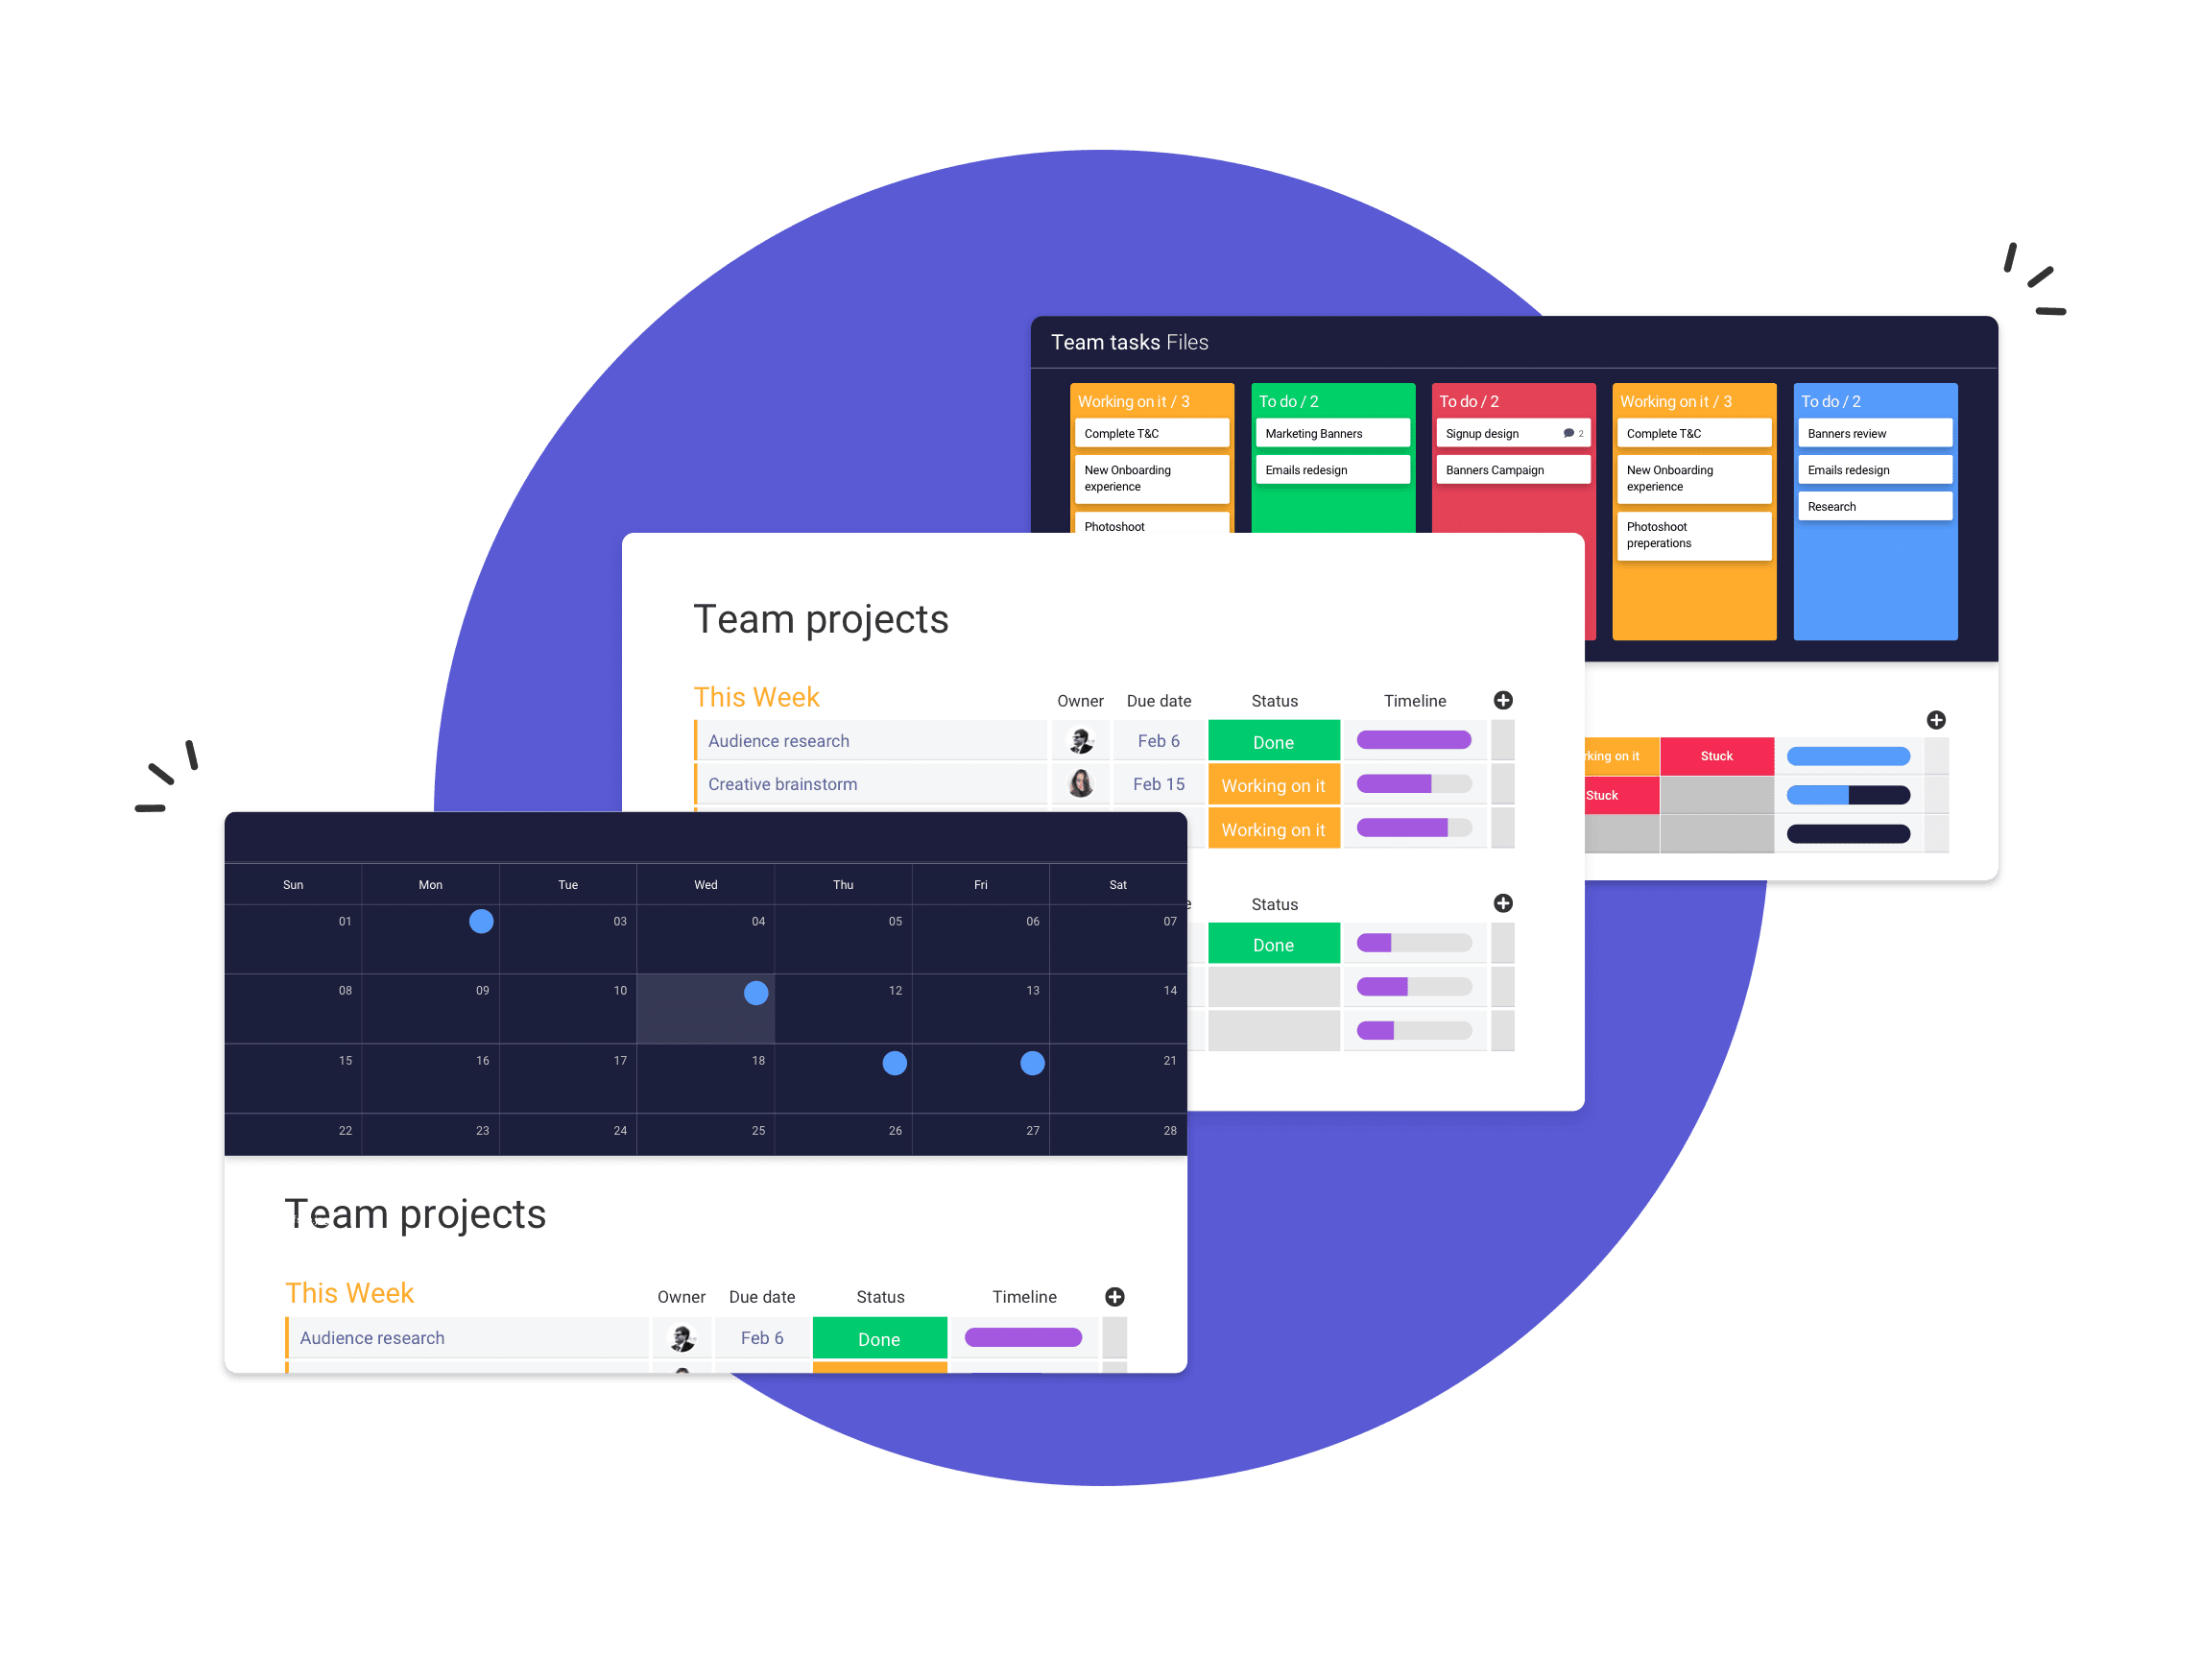 Team tasks Files
Working on it / 3
Complete T&C
New Onboarding
experience
Photoshoot
To do / 2
Marketing Banners
Emails redesign
To do / 2
Signup design 2
Banners Campaign
Working on it / 3
Complete T&C
New Onboarding
experience
Photoshoot
preperations
To do / 2
Banners review
Emails redesign
Research
on it Stuck
Stuck
Team projects
This Week Owner Due date Status Timeline
Audience research Feb 6 Done
Creative brainstorm Feb 15 Working on it
Working on it
Status
Done
Sun Mon Tue Wed Thu Fri Sat
01 03 04 05 06 07
08 09 10 12 13 14
15 16 17 18 21
22 23 24 25 26 27 28
Team projects
This Week Owner Due date Status Timeline
Audience research Feb 6 Done